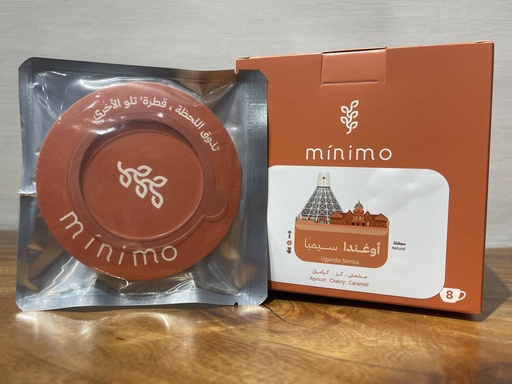 تذوق اللحظة ، قطرةً تلو الأخرى
mínimo
mínimo
أوغندا سيمبا
Uganda Simba
مجففة
Natural
مشمش . كرز . كراميل
Apricot . Cherry . Caramel
8